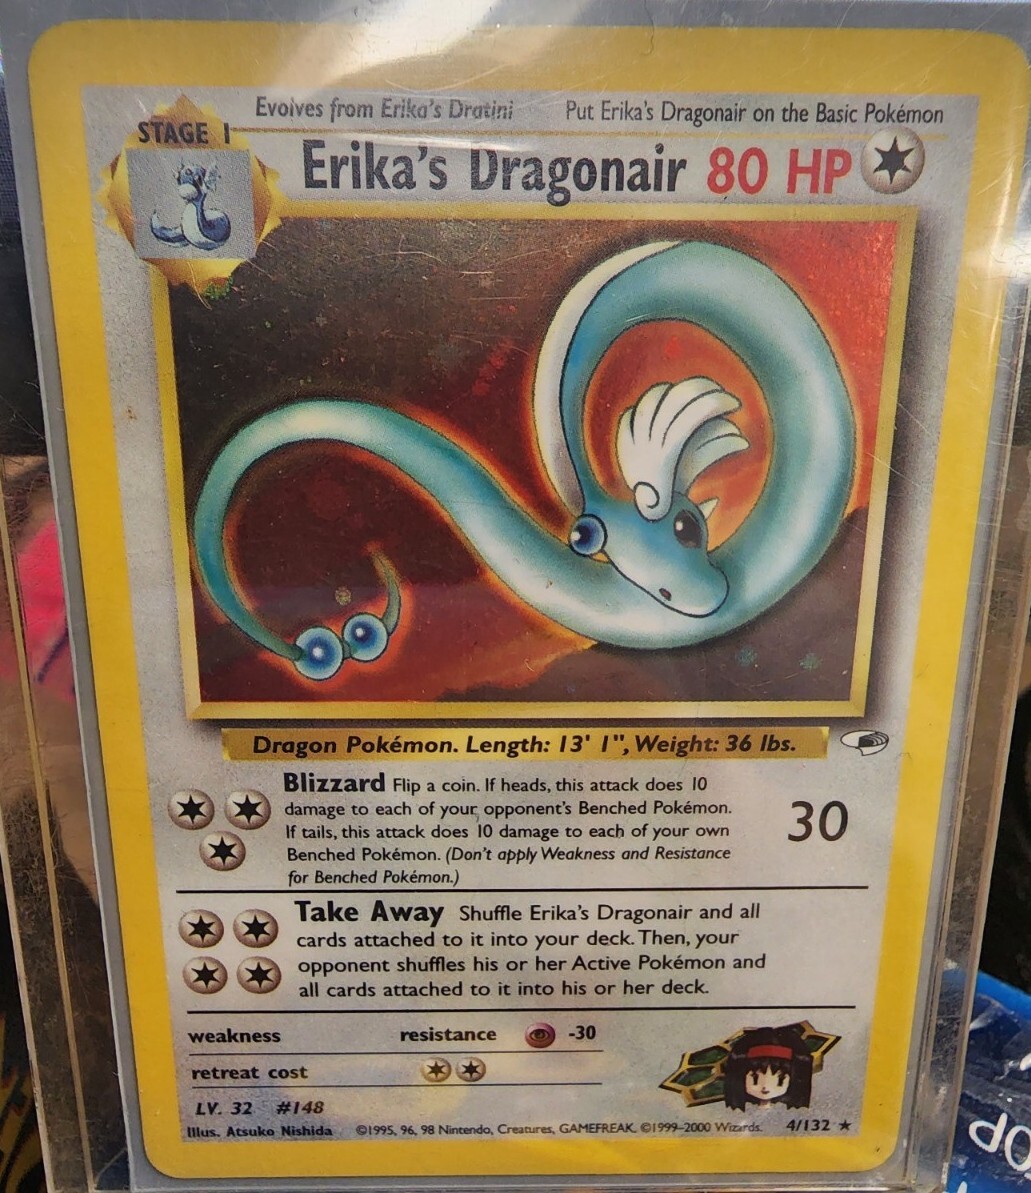 Evolves from Erika's Dratini Put Erika's Dragonair on the Basic Pokémon
STAGE 1
Erika's Dragonair 80 HP
Dragon Pokémon. Length: 13' 1", Weight: 36 lbs.
Blizzard Flip a coin. If heads, this attack does 10
damage to each of your opponent's Benched Pokémon.
If tails, this attack does 10 damage to each of your own
Benched Pokémon. (Don't apply Weakness and Resistance
for Benched Pokémon.)
30
Take Away Shuffle Erika's Dragonair and all
cards attached to it into your deck. Then, your
opponent shuffles his or her Active Pokémon and
all cards attached to it into his or her deck.
weakness resistance -30
retreat cost
LV. 32 #148
Illus. Atsuko Nishida ©1995, 96, 98 Nintendo, Creatures, GAMEFREAK. ©1999–2000 Wizards. 4/132 ★